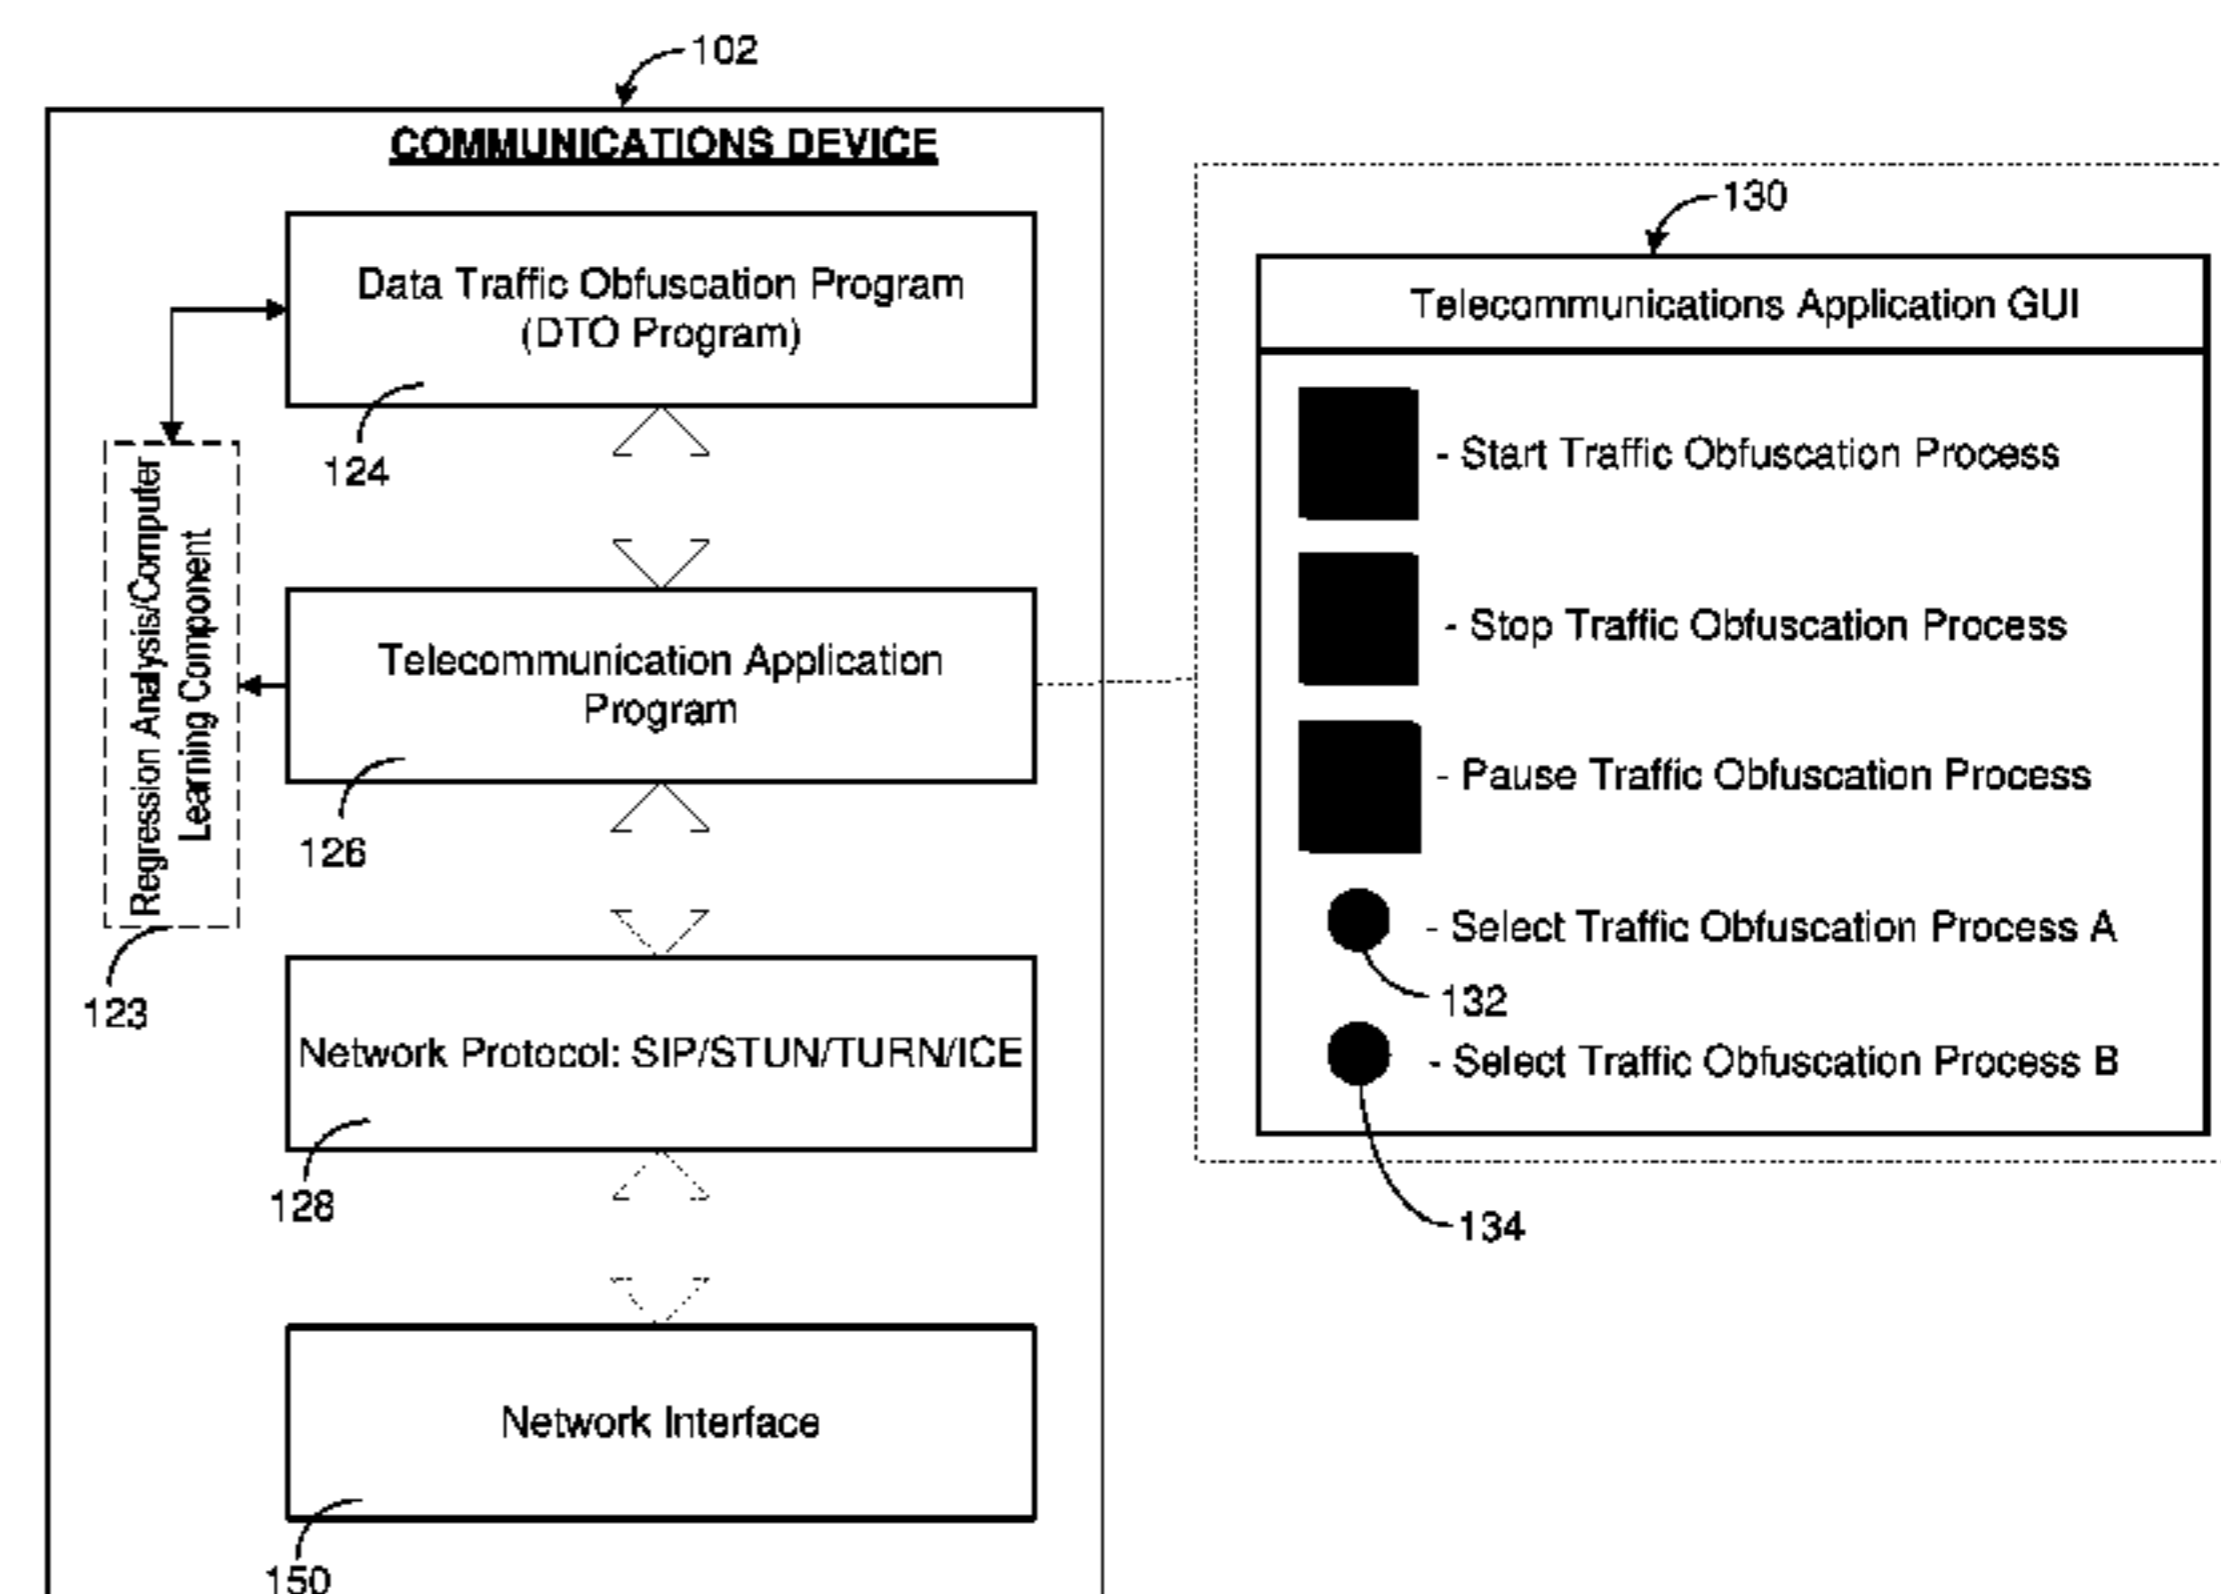 102
COMMUNICATIONS DEVICE
Data Traffic Obfuscation Program
(DTO Program)
124
Regression Analysis/Computer
Learning Component
123
Telecommunication Application
Program
126
Network Protocol: SIP/STUN/TURN/ICE
128
Network Interface
150
130
Telecommunications Application GUI
- Start Traffic Obfuscation Process
- Stop Traffic Obfuscation Process
- Pause Traffic Obfuscation Process
- Select Traffic Obfuscation Process A
132
- Select Traffic Obfuscation Process B
134